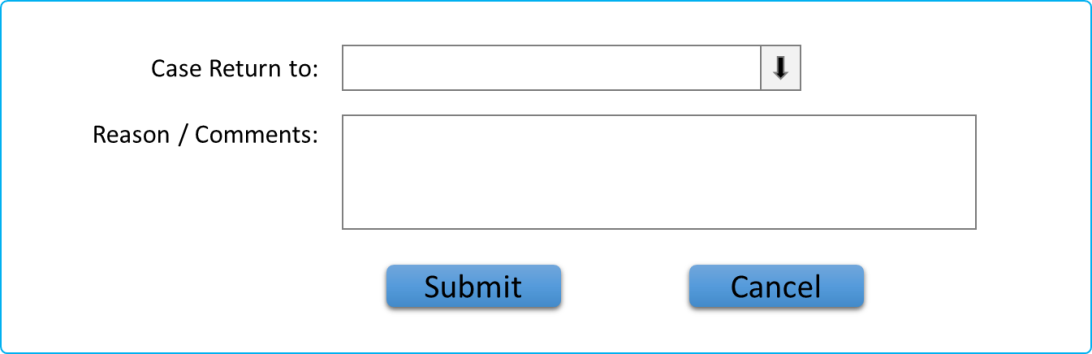 Case Return to:
Reason / Comments:
Submit
Cancel